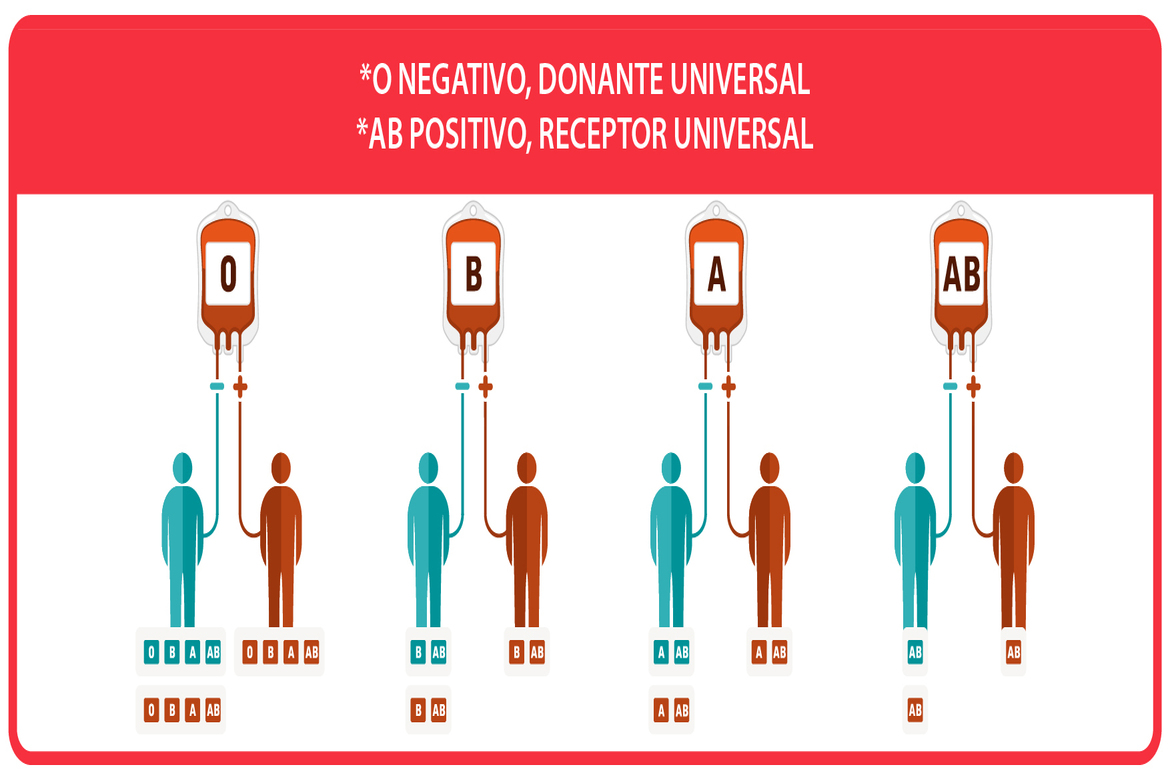 *O NEGATIVO, DONANTE UNIVERSAL
*AB POSITIVO, RECEPTOR UNIVERSAL
O B A AB
- + - + - + - +
O B A AB O B A AB B AB B AB A AB A AB AB AB
O B A AB B AB A AB AB